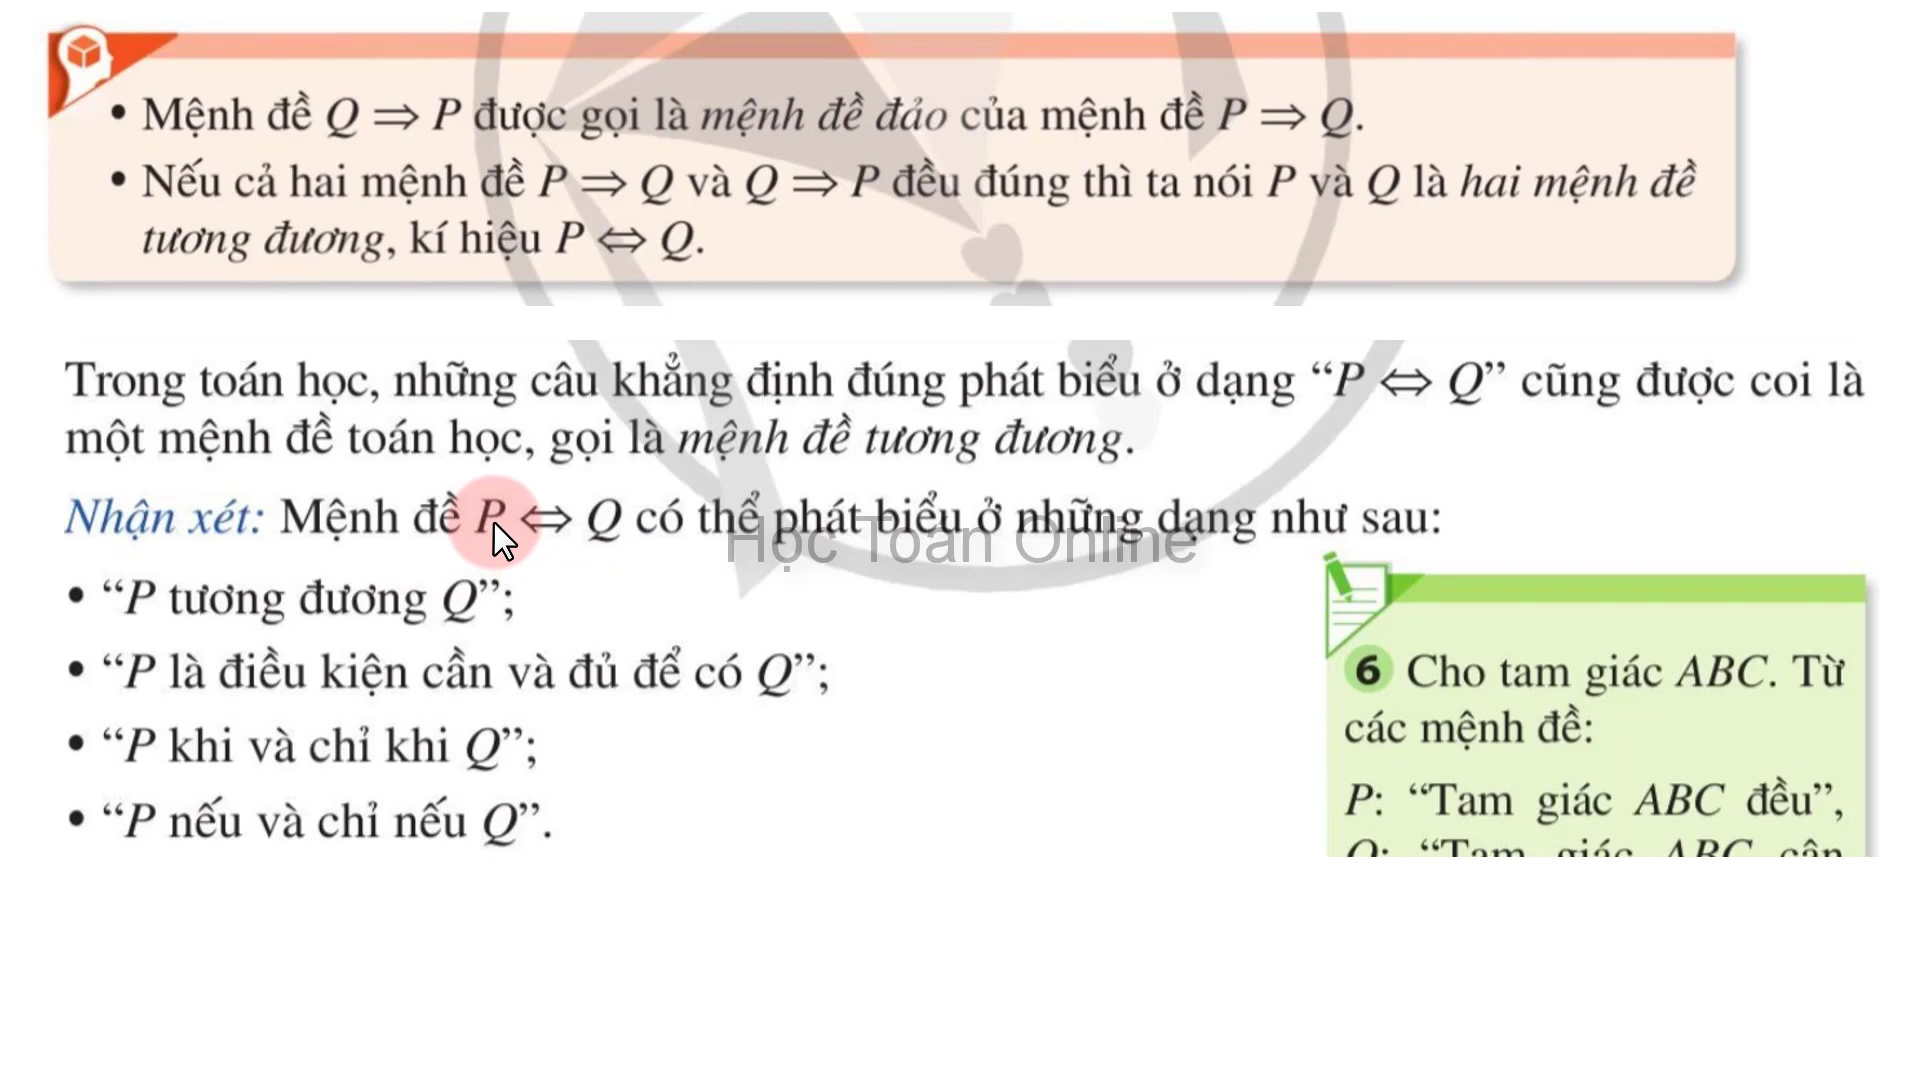 • Mệnh đề Q ⇒ P được gọi là mệnh đề đảo của mệnh đề P ⇒ Q.
• Nếu cả hai mệnh đề P ⇒ Q và Q ⇒ P đều đúng thì ta nói P và Q là hai mệnh đề
tương đương, kí hiệu P ⇔ Q.
Trong toán học, những câu khẳng định đúng phát biểu ở dạng “P ⇔ Q” cũng được coi là
một mệnh đề toán học, gọi là mệnh đề tương đương.
Nhận xét: Mệnh đề P ⇔ Q có thể phát biểu ở những dạng như sau:
Học Toán Online
• “P tương đương Q”;
• “P là điều kiện cần và đủ để có Q”;
• “P khi và chỉ khi Q”;
• “P nếu và chỉ nếu Q”.
6 Cho tam giác ABC. Từ
các mệnh đề:
P: “Tam giác ABC đều”,
Q: “Tam giác ABC cân